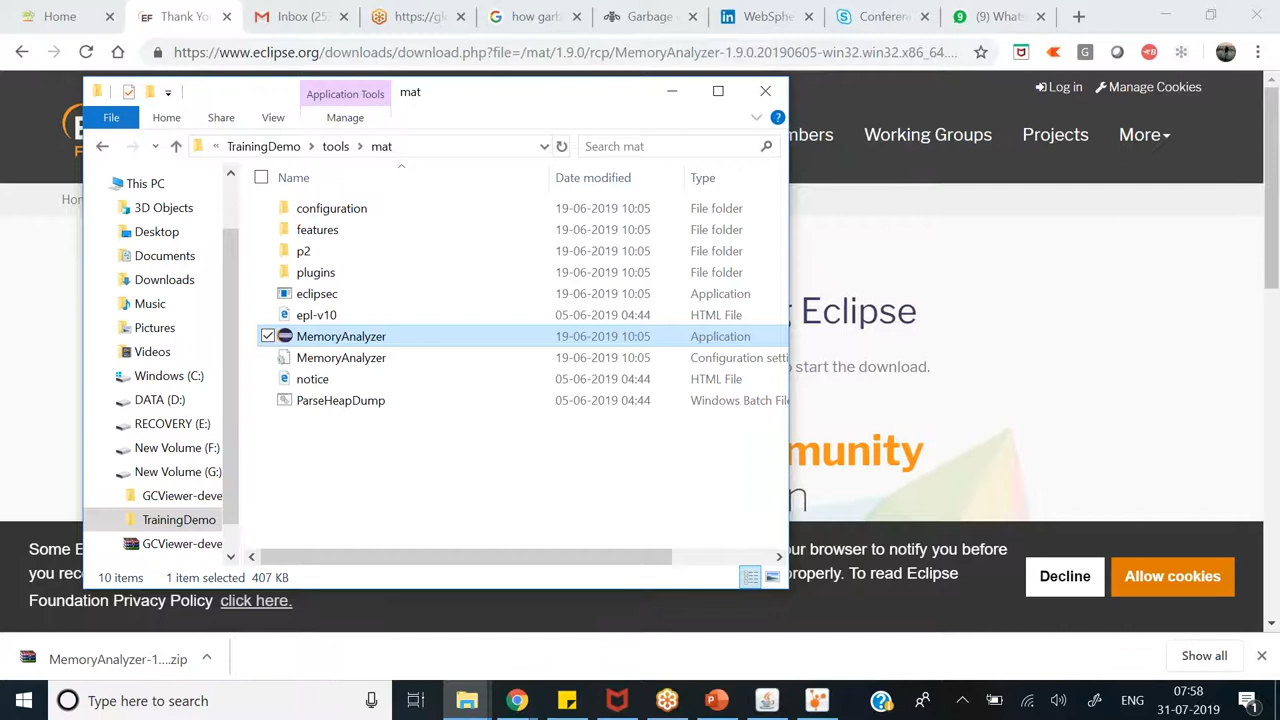 Home
Thank Yo
Inbox (25
https://glo
how garb
Garbage
WebSphe
Conferen
(9) Whats
https://www.eclipse.org/downloads/download.php?file=/mat/1.9.0/rcp/MemoryAnalyzer-1.9.0.20190605-win32.win32.x86_64....
Log in
Manage Cookies
mbers
Working Groups
Projects
More
Hom
g Eclipse
o start the download.
munity
n
Application Tools
mat
File
Home
Share
View
Manage
« TrainingDemo > tools > mat
Search mat
Name
Date modified
Type
This PC
3D Objects
Desktop
Documents
Downloads
Music
Pictures
Videos
Windows (C:)
DATA (D:)
RECOVERY (E:)
New Volume (F:)
New Volume (G:)
GCViewer-deve
TrainingDemo
GCViewer-deve
configuration 19-06-2019 10:05 File folder
features 19-06-2019 10:05 File folder
p2 19-06-2019 10:05 File folder
plugins 19-06-2019 10:05 File folder
eclipsec 19-06-2019 10:05 Application
epl-v10 05-06-2019 04:44 HTML File
MemoryAnalyzer 19-06-2019 10:05 Application
MemoryAnalyzer 19-06-2019 10:05 Configuration setti
notice 05-06-2019 04:44 HTML File
ParseHeapDump 05-06-2019 04:44 Windows Batch File
10 items
1 item selected 407 KB
Some E
our browser to notify you before
you rec
properly. To read Eclipse
Foundation Privacy Policy click here.
Decline
Allow cookies
MemoryAnalyzer-1....zip
Show all
Type here to search
ENG
07:58
31-07-2019
1